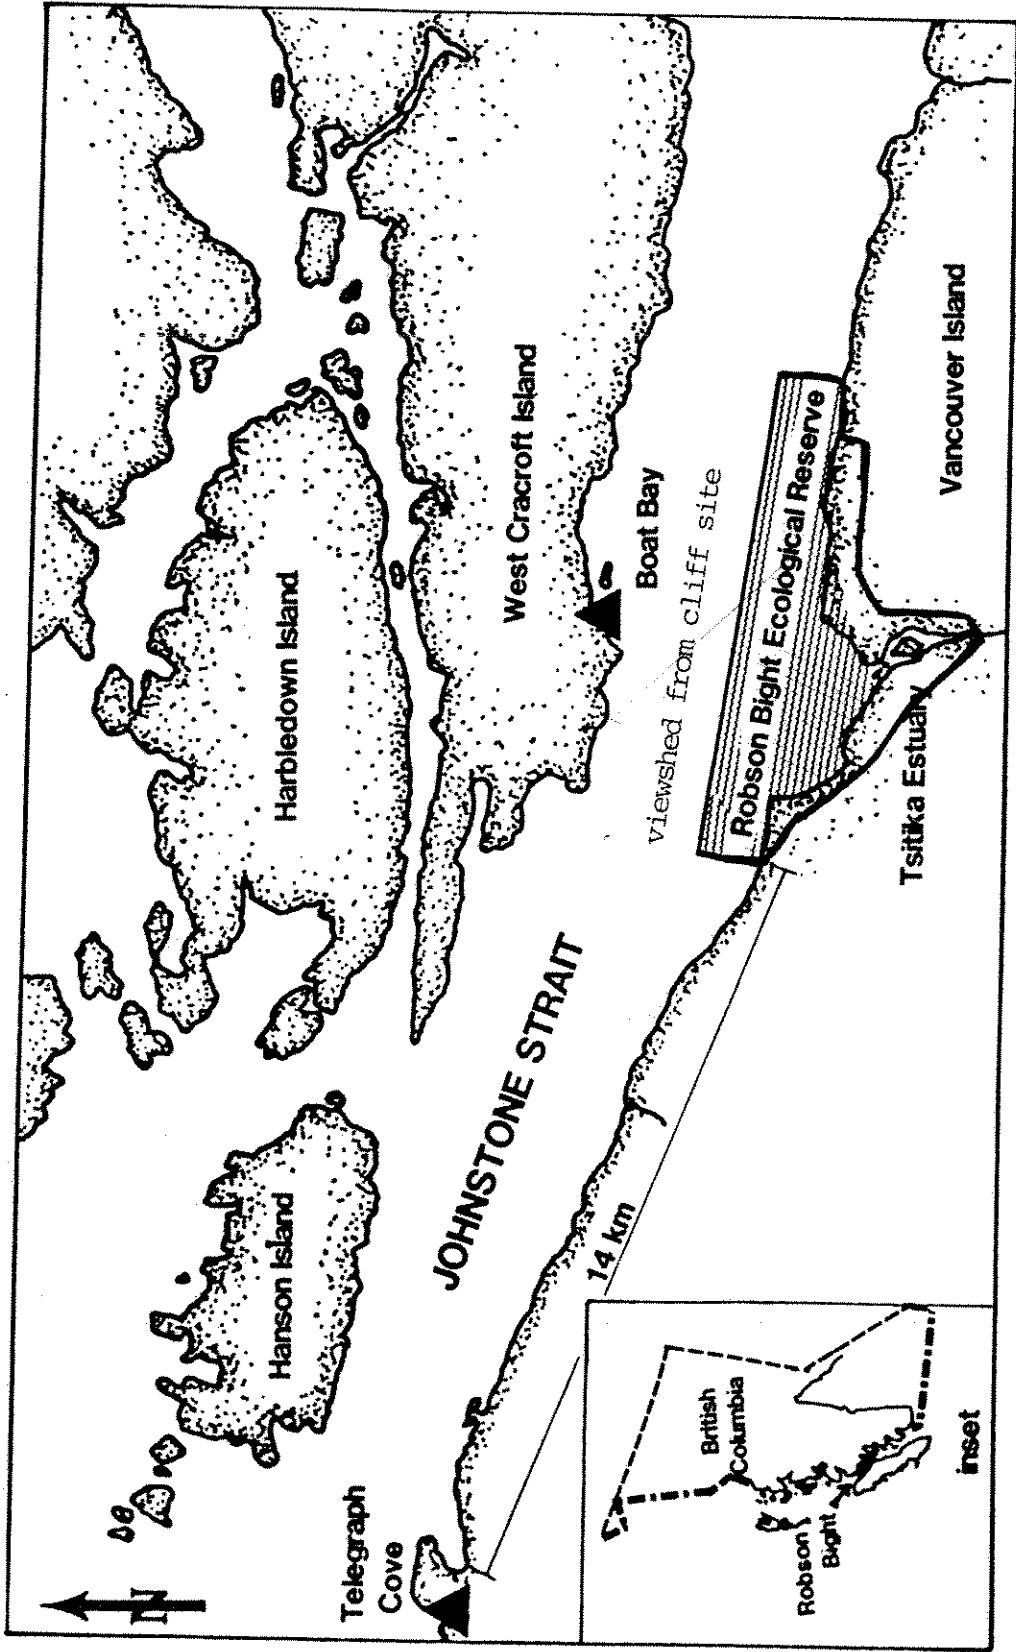 N
Harbledown Island
Hanson Island
West Cracroft Island
Telegraph
Cove
JOHNSTONE STRAIT
Boat Bay
viewshed from cliff site
Robson Bight Ecological Reserve
14 km
Tsitika Estuary
Vancouver Island
British
Columbia
Robson
Bight
inset